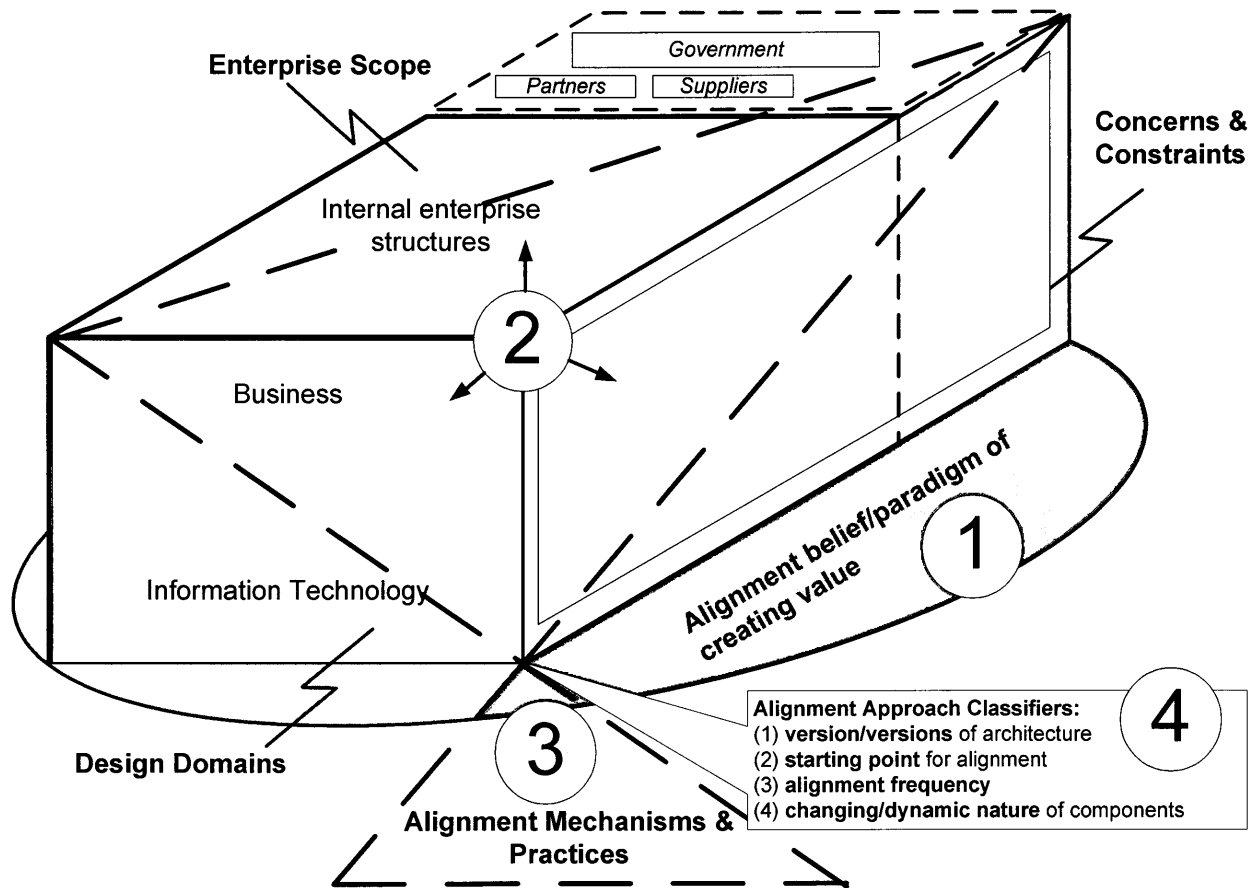 Government
Enterprise Scope
Partners
Suppliers
Concerns &
Constraints
Internal enterprise
structures
2
Business
Alignment belief/paradigm of
creating value
1
Information Technology
Design Domains
3
Alignment Mechanisms &
Practices
4
Alignment Approach Classifiers:
(1) version/versions of architecture
(2) starting point for alignment
(3) alignment frequency
(4) changing/dynamic nature of components